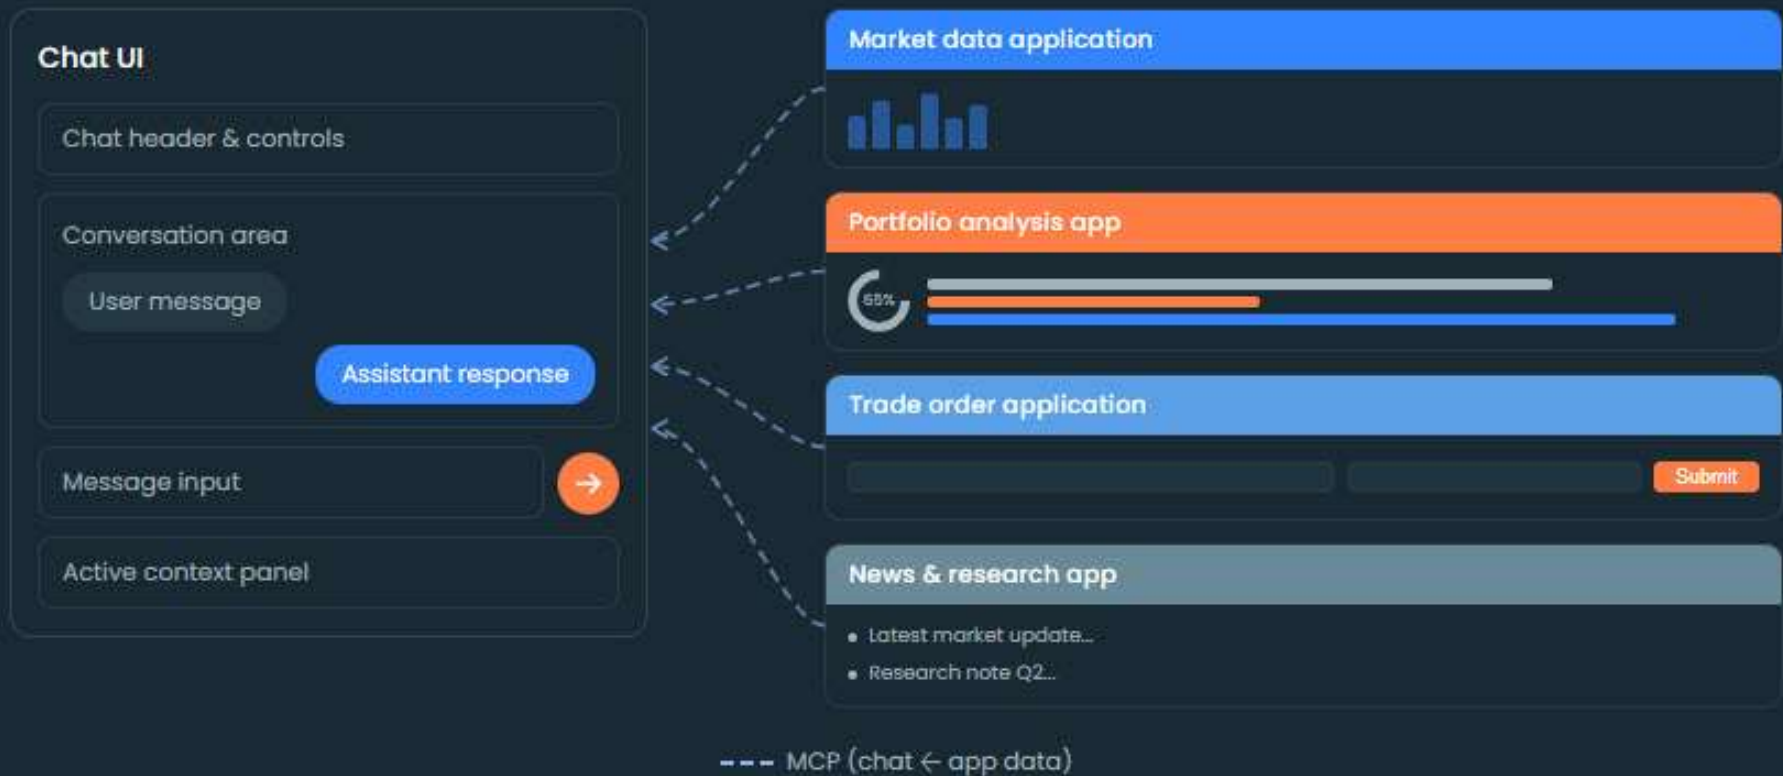 Chat UI
Chat header & controls
Conversation area
User message
Assistant response
Message input
→
Active context panel
Market data application
Portfolio analysis app
65%
Trade order application
Submit
News & research app
• Latest market update...
• Research note Q2...
MCP (chat ← app data)